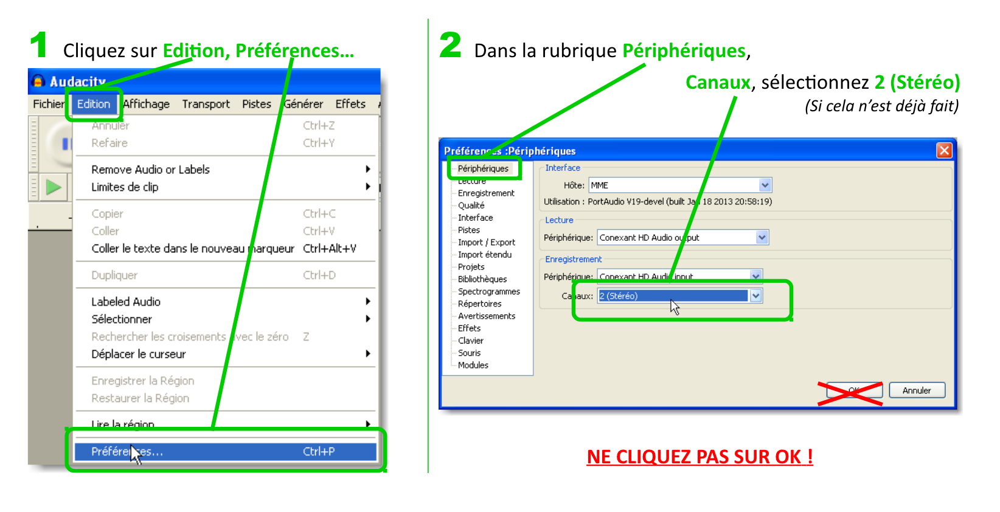 1 Cliquez sur Edition, Préférences...
Audacity
Fichier Edition Affichage Transport Pistes Générer Effets
Annuler Ctrl+Z
Refaire Ctrl+Y
Remove Audio or Labels
Limites de clip
Copier Ctrl+C
Coller Ctrl+V
Coller le texte dans le nouveau marqueur Ctrl+Alt+V
Dupliquer Ctrl+D
Labeled Audio
Sélectionner
Rechercher les croisements avec le zéro Z
Déplacer le curseur
Enregistrer la Région
Restaurer la Région
Lire la région
Préférences... Ctrl+P
2 Dans la rubrique Périphériques,
Canaux, sélectionnez 2 (Stéréo)
(Si cela n'est déjà fait)
Préférences :Périphériques
Périphériques
Lecture
Enregistrement
Qualité
Interface
Pistes
Import / Export
Import étendu
Projets
Bibliothèques
Spectrogrammes
Répertoires
Avertissements
Effets
Clavier
Souris
Modules
Interface
Hôte: MME
Utilisation : PortAudio V19-devel (built Jan 18 2013 20:58:19)
Lecture
Périphérique: Conexant HD Audio output
Enregistrement
Périphérique: Conexant HD Audio input
Canaux: 2 (Stéréo)
OK Annuler
NE CLIQUEZ PAS SUR OK !